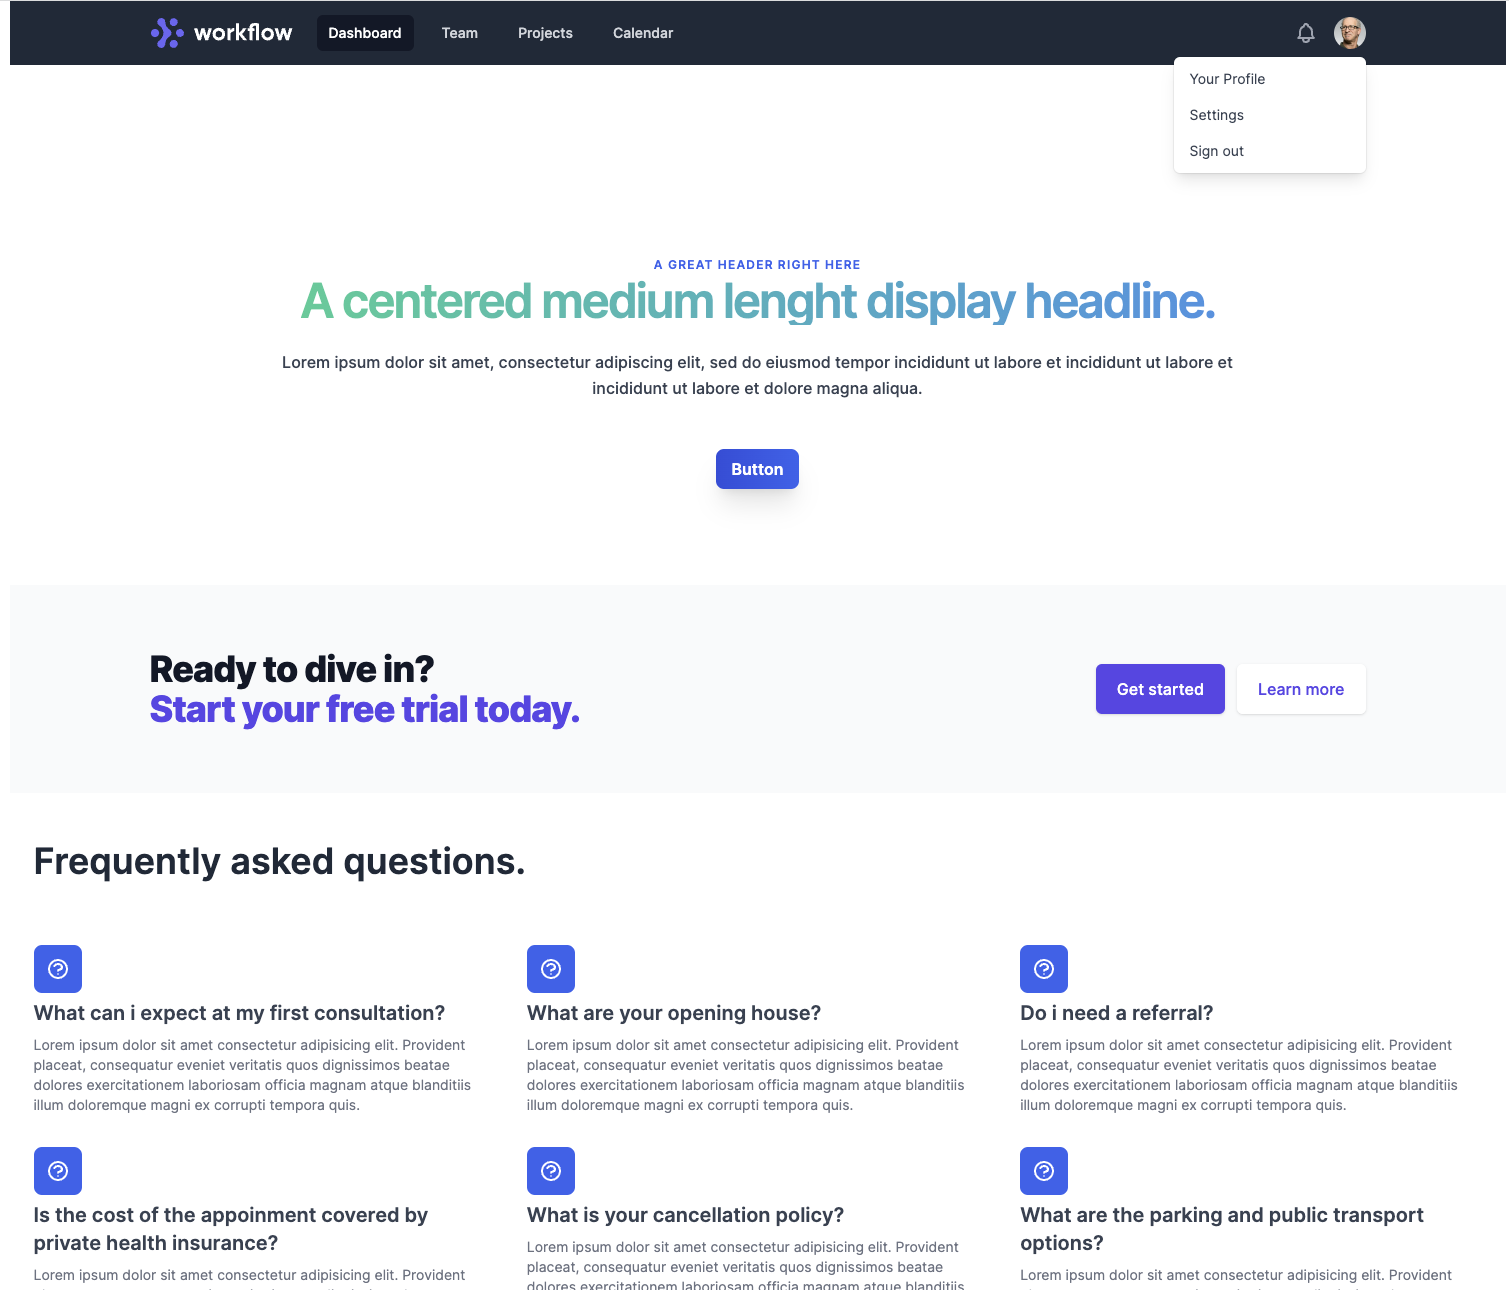 workflow Dashboard Team Projects Calendar
Your Profile
Settings
Sign out
A GREAT HEADER RIGHT HERE
A centered medium lenght display headline.
Lorem ipsum dolor sit amet, consectetur adipiscing elit, sed do eiusmod tempor incididunt ut labore et incididunt ut labore et
incididunt ut labore et dolore magna aliqua.
Button
Ready to dive in?
Start your free trial today.
Get started
Learn more
Frequently asked questions.
What can i expect at my first consultation?
Lorem ipsum dolor sit amet consectetur adipisicing elit. Provident
placeat, consequatur eveniet veritatis quos dignissimos beatae
dolores exercitationem laboriosam officia magnam atque blanditiis
illum doloremque magni ex corrupti tempora quis.
What are your opening house?
Lorem ipsum dolor sit amet consectetur adipisicing elit. Provident
placeat, consequatur eveniet veritatis quos dignissimos beatae
dolores exercitationem laboriosam officia magnam atque blanditiis
illum doloremque magni ex corrupti tempora quis.
Do i need a referral?
Lorem ipsum dolor sit amet consectetur adipisicing elit. Provident
placeat, consequatur eveniet veritatis quos dignissimos beatae
dolores exercitationem laboriosam officia magnam atque blanditiis
illum doloremque magni ex corrupti tempora quis.
Is the cost of the appoinment covered by
private health insurance?
Lorem ipsum dolor sit amet consectetur adipisicing elit. Provident
What is your cancellation policy?
Lorem ipsum dolor sit amet consectetur adipisicing elit. Provident
placeat, consequatur eveniet veritatis quos dignissimos beatae
dolores exercitationem laboriosam officia magnam atque blanditiis
What are the parking and public transport
options?
Lorem ipsum dolor sit amet consectetur adipisicing elit. Provident